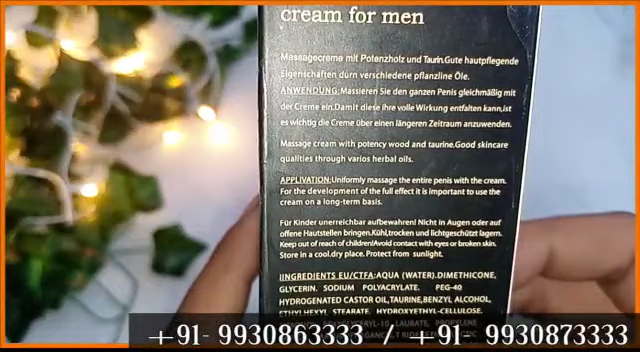 cream for men
Massagecreme mit Potenzholz und Taurin.Gute hautpflegende
Eigenschaften dürn verschiedene pflanzline Öle.
ANWENDUNG:Massieren Sie den ganzen Penis gleichmäßig mit
der Creme ein.Damit diese ihre volle Wirkung entfalten kann,ist
es wichtig die Creme über einen längeren Zeitraum anzuwenden.
Massage cream with potency wood and taurine.Good skincare
qualities through varios herbal oils.
APPLIVATION:Uniformly massage the entire penis with the cream.
For the development of the full effect it is important to use the
cream on a long-term basis.
Für Kinder unerreichbar aufbewahren! Nicht in Augen oder auf
offene Hautstellen bringen.Kühl,trocken und lichtgeschützt lagern.
Keep out of reach of children!Avoid contact with eyes or broken skin.
Store in a cool.dry place. Protect from sunlight.
IINGREDIENTS EU/CTFA:AQUA (WATER).DIMETHICONE,
GLYCERIN. SODIUM POLYACRYLATE. PEG-40
HYDROGENATED CASTOR OIL,TAURINE,BENZYL ALCOHOL,
ETHYLHEXYL STEARATE, HYDROXYETHYL-CELLULOSE.
LAURATE, PROPYLENE
+91- 9930863333 / +91- 9930873333